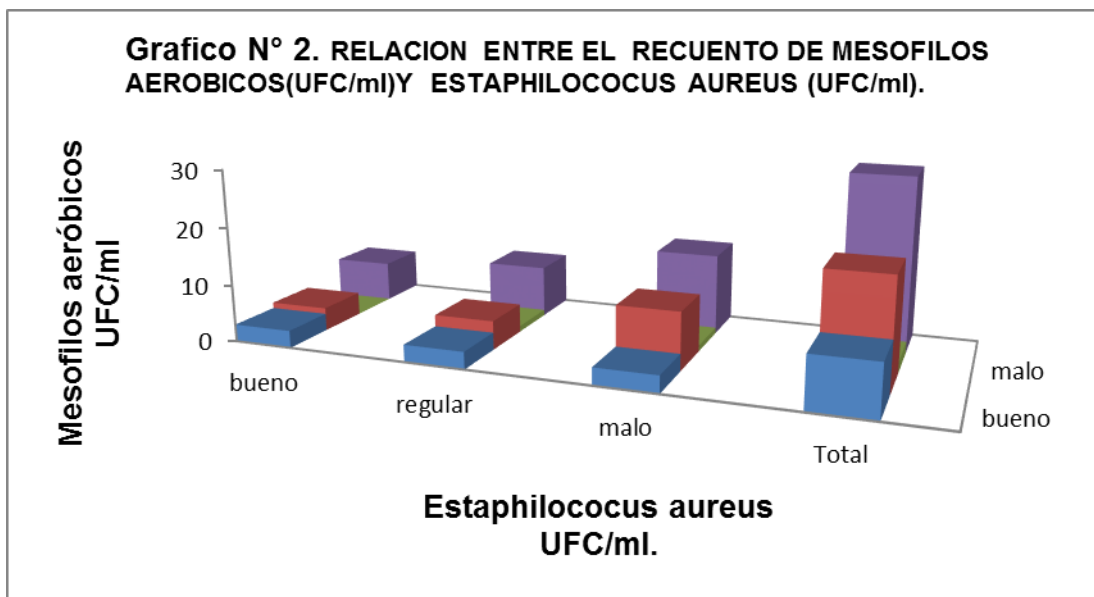 Grafico N° 2. RELACION ENTRE EL RECUENTO DE MESOFILOS
AEROBICOS(UFC/ml)Y ESTAPHILOCOCUS AUREUS (UFC/ml).
Mesofilos aeróbicos
UFC/ml
30
20
10
0
bueno
regular
malo
Total
malo
bueno
Estaphilococus aureus
UFC/ml.